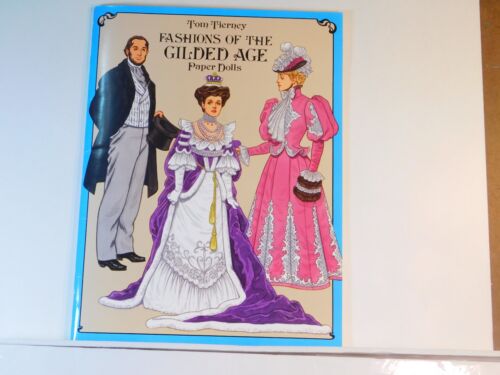 Tom Tierney
FASHIONS OF THE
GILDED AGE
Paper Dolls